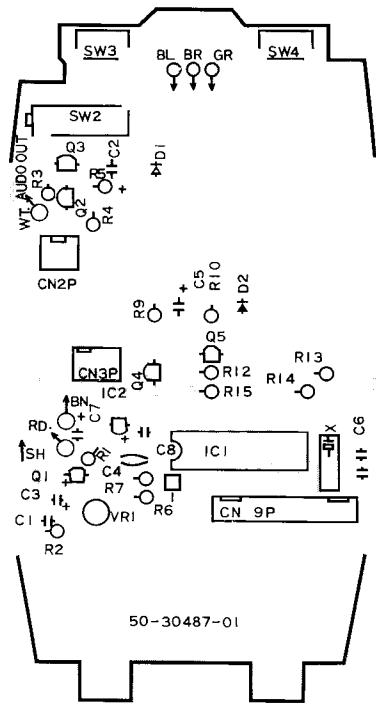 SW3
SW4
BL BR GR
SW2
Q3
C2
D1
WT. AUDO OUT
R3
R5
+
Q2
R4
CN2P
R9
+
C5
R10
D2
Q5
CN3P
Q4
R12
R13
IC2
R15
R14
BN
+
C7
RD.
SH
R1
+
C8
IC1
X
C6
Q1
C4
R7
C3
+
C1
VR1
R6
1
CN 9P
R2
50-30487-01